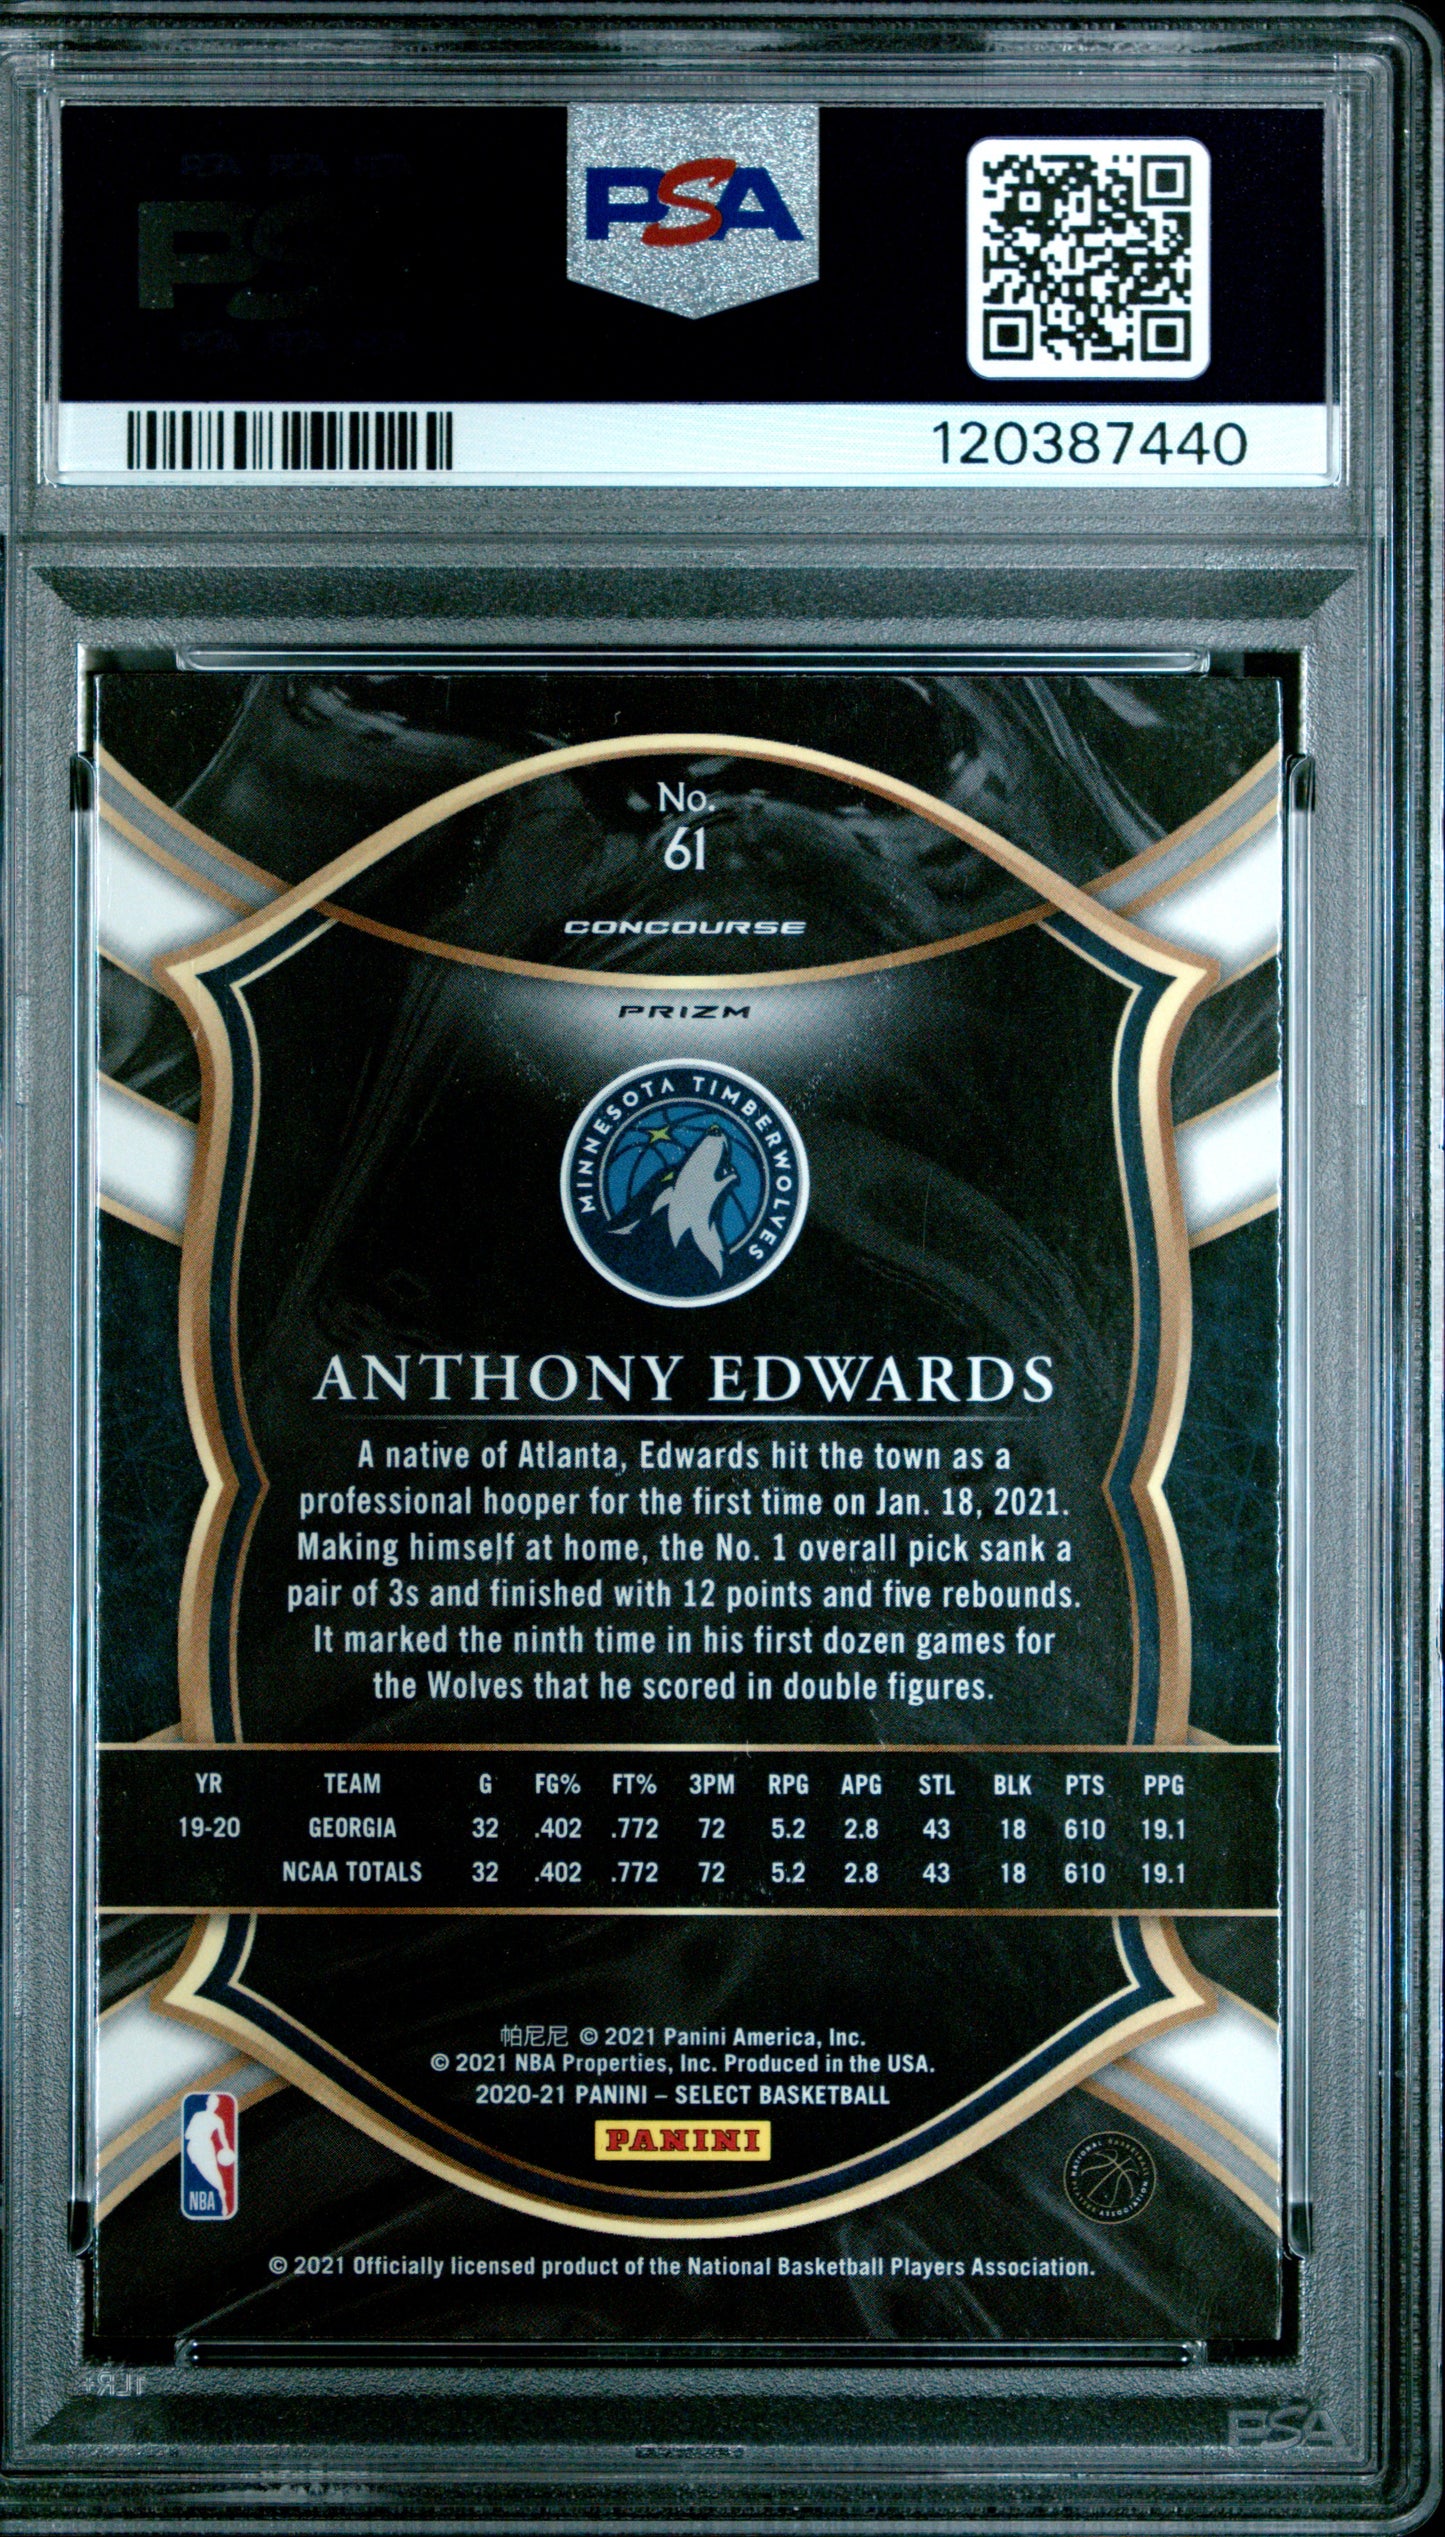 PSA
120387440
No.
61
CONCOURSE
PRIZM
MINNESOTA TIMBERWOLVES
ANTHONY EDWARDS
A native of Atlanta, Edwards hit the town as a
professional hooper for the first time on Jan. 18, 2021.
Making himself at home, the No. 1 overall pick sank a
pair of 3s and finished with 12 points and five rebounds.
It marked the ninth time in his first dozen games for
the Wolves that he scored in double figures.
YR TEAM G FG% FT% 3PM RPG APG STL BLK PTS PPG
19-20 GEORGIA 32 .402 .772 72 5.2 2.8 43 18 610 19.1
NCAA TOTALS 32 .402 .772 72 5.2 2.8 43 18 610 19.1
帕尼尼 © 2021 Panini America, Inc.
© 2021 NBA Properties, Inc. Produced in the USA.
2020-21 PANINI – SELECT BASKETBALL
PANINI
NBA
NATIONAL BASKETBALL PLAYERS ASSOCIATION
© 2021 Officially licensed product of the National Basketball Players Association.
PSA